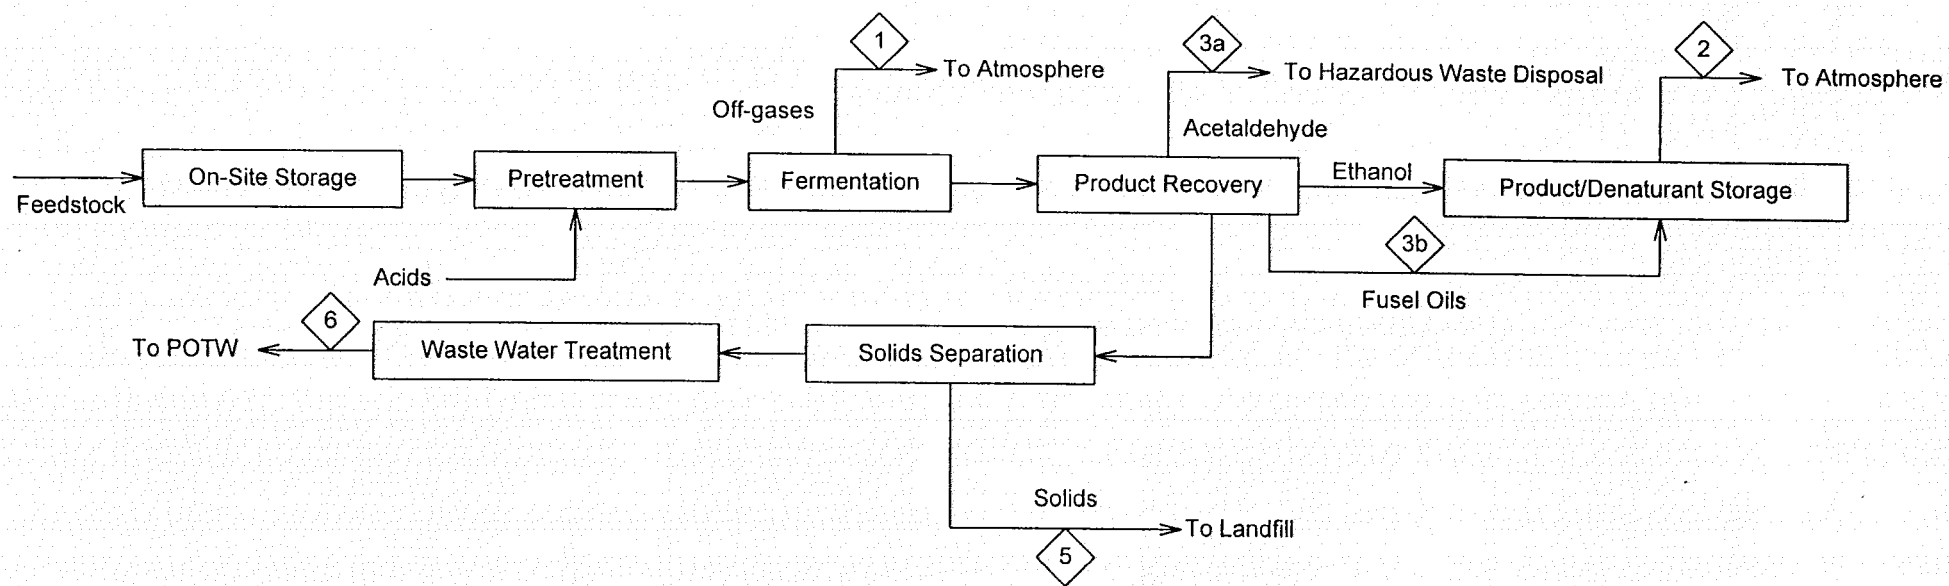 1
3a
2
To Atmosphere
To Hazardous Waste Disposal
To Atmosphere
Off-gases
Acetaldehyde
Feedstock
On-Site Storage
Pretreatment
Fermentation
Product Recovery
Ethanol
Product/Denaturant Storage
Acids
3b
Fusel Oils
6
To POTW
Waste Water Treatment
Solids Separation
Solids
To Landfill
5